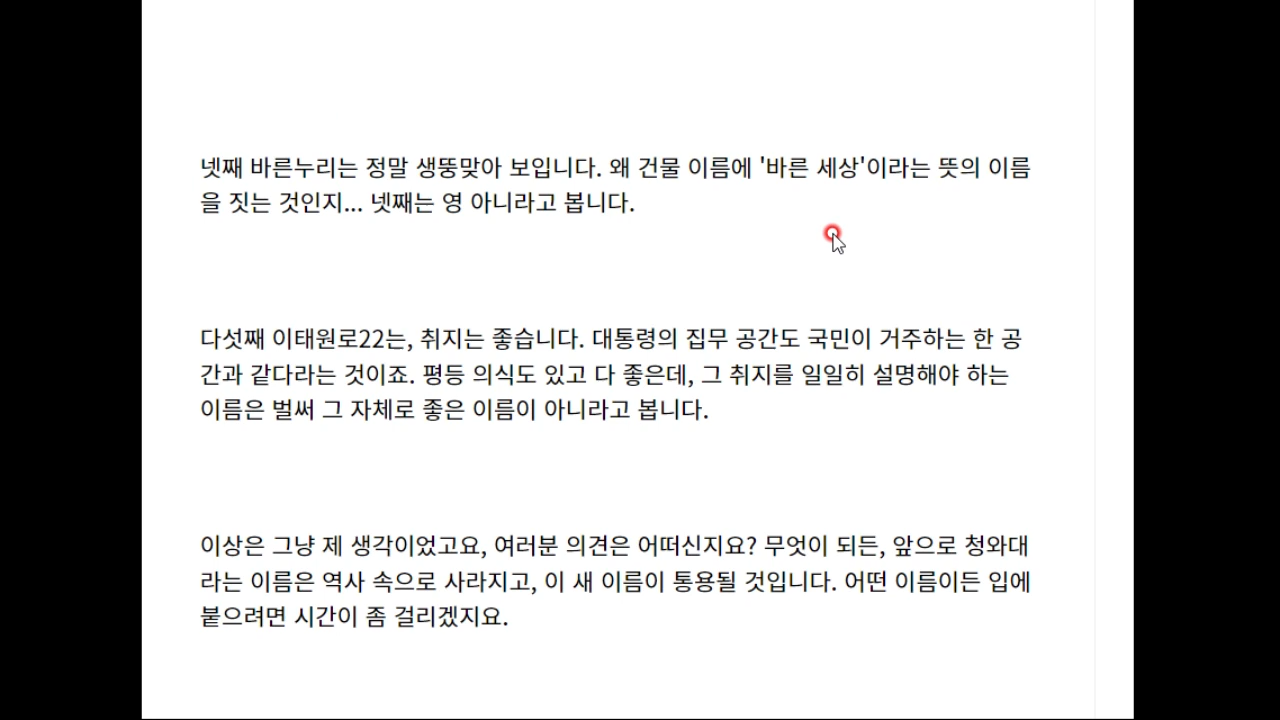 넷째 바른누리는 정말 생뚱맞아 보입니다. 왜 건물 이름에 '바른 세상'이라는 뜻의 이름
을 짓는 것인지... 넷째는 영 아니라고 봅니다.
다섯째 이태원로22는, 취지는 좋습니다. 대통령의 집무 공간도 국민이 거주하는 한 공
간과 같다라는 것이죠. 평등 의식도 있고 다 좋은데, 그 취지를 일일히 설명해야 하는
이름은 벌써 그 자체로 좋은 이름이 아니라고 봅니다.
이상은 그냥 제 생각이었고요, 여러분 의견은 어떠신지요? 무엇이 되든, 앞으로 청와대
라는 이름은 역사 속으로 사라지고, 이 새 이름이 통용될 것입니다. 어떤 이름이든 입에
붙으려면 시간이 좀 걸리겠지요.